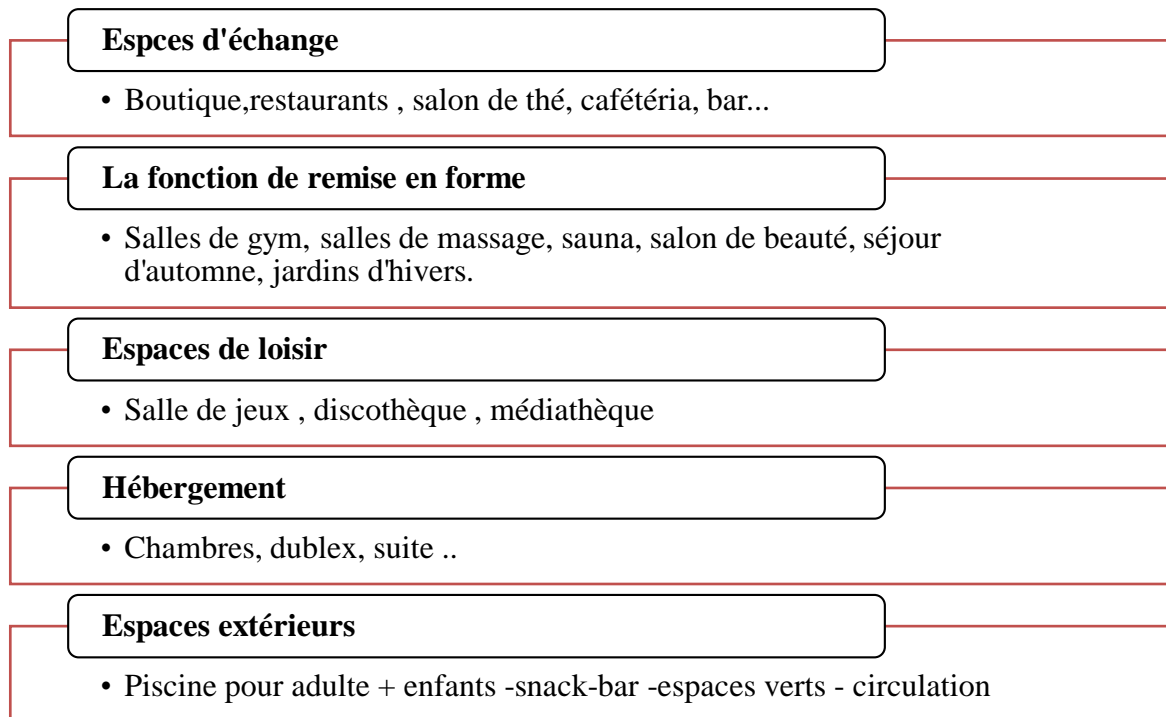 Espces d'échange
• Boutique,restaurants , salon de thé, cafétéria, bar...
La fonction de remise en forme
• Salles de gym, salles de massage, sauna, salon de beauté, séjour
d'automne, jardins d'hivers.
Espaces de loisir
• Salle de jeux , discothèque , médiathèque
Hébergement
• Chambres, dublex, suite ..
Espaces extérieurs
• Piscine pour adulte + enfants -snack-bar -espaces verts - circulation